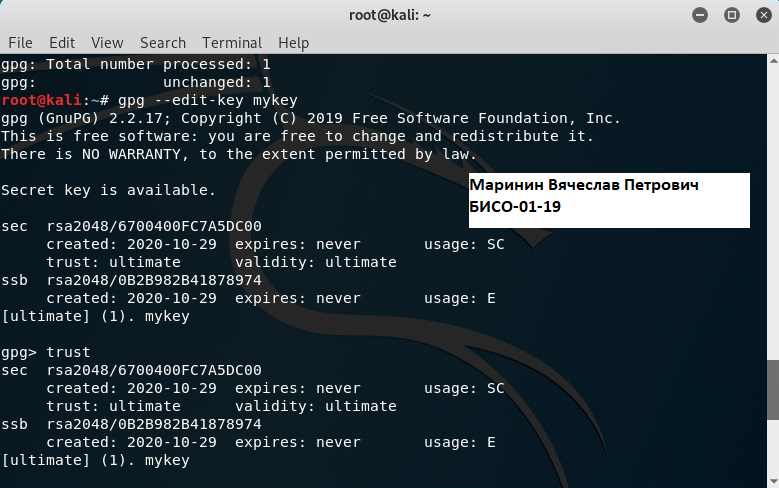 root@kali: ~
File Edit View Search Terminal Help
gpg: Total number processed: 1
gpg:               unchanged: 1
root@kali:~# gpg --edit-key mykey
gpg (GnuPG) 2.2.17; Copyright (C) 2019 Free Software Foundation, Inc.
This is free software: you are free to change and redistribute it.
There is NO WARRANTY, to the extent permitted by law.
Secret key is available.
Маринин Вячеслав Петрович
БИСО-01-19
sec  rsa2048/6700400FC7A5DC00
     created: 2020-10-29  expires: never       usage: SC
     trust: ultimate      validity: ultimate
ssb  rsa2048/0B2B982B41878974
     created: 2020-10-29  expires: never       usage: E
[ultimate] (1). mykey
gpg> trust
sec  rsa2048/6700400FC7A5DC00
     created: 2020-10-29  expires: never       usage: SC
     trust: ultimate      validity: ultimate
ssb  rsa2048/0B2B982B41878974
     created: 2020-10-29  expires: never       usage: E
[ultimate] (1). mykey